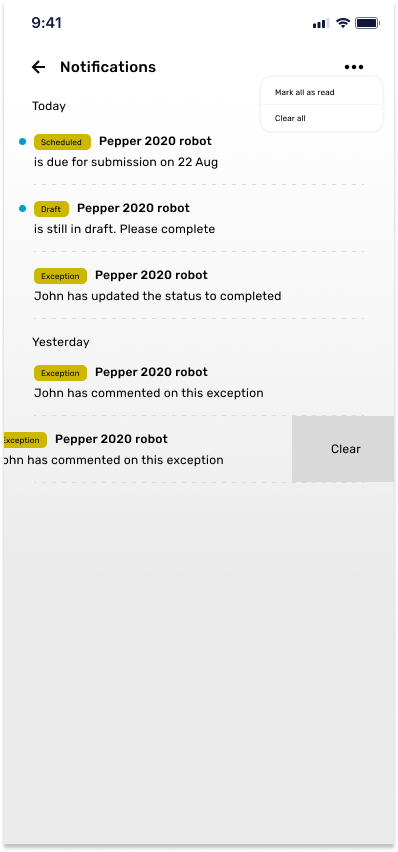 9:41
Notifications
Mark all as read
Clear all
Today
Scheduled Pepper 2020 robot
is due for submission on 22 Aug
Draft Pepper 2020 robot
is still in draft. Please complete
Exception Pepper 2020 robot
John has updated the status to completed
Yesterday
Exception Pepper 2020 robot
John has commented on this exception
Exception Pepper 2020 robot
ohn has commented on this exception
Clear